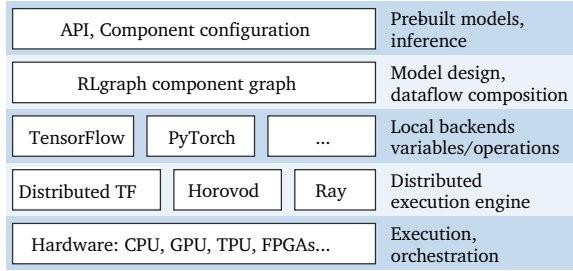 API, Component configuration
Prebuilt models,
inference
RLgraph component graph
Model design,
dataflow composition
TensorFlow
PyTorch
...
Local backends
variables/operations
Distributed TF
Horovod
Ray
Distributed
execution engine
Hardware: CPU, GPU, TPU, FPGAs...
Execution,
orchestration